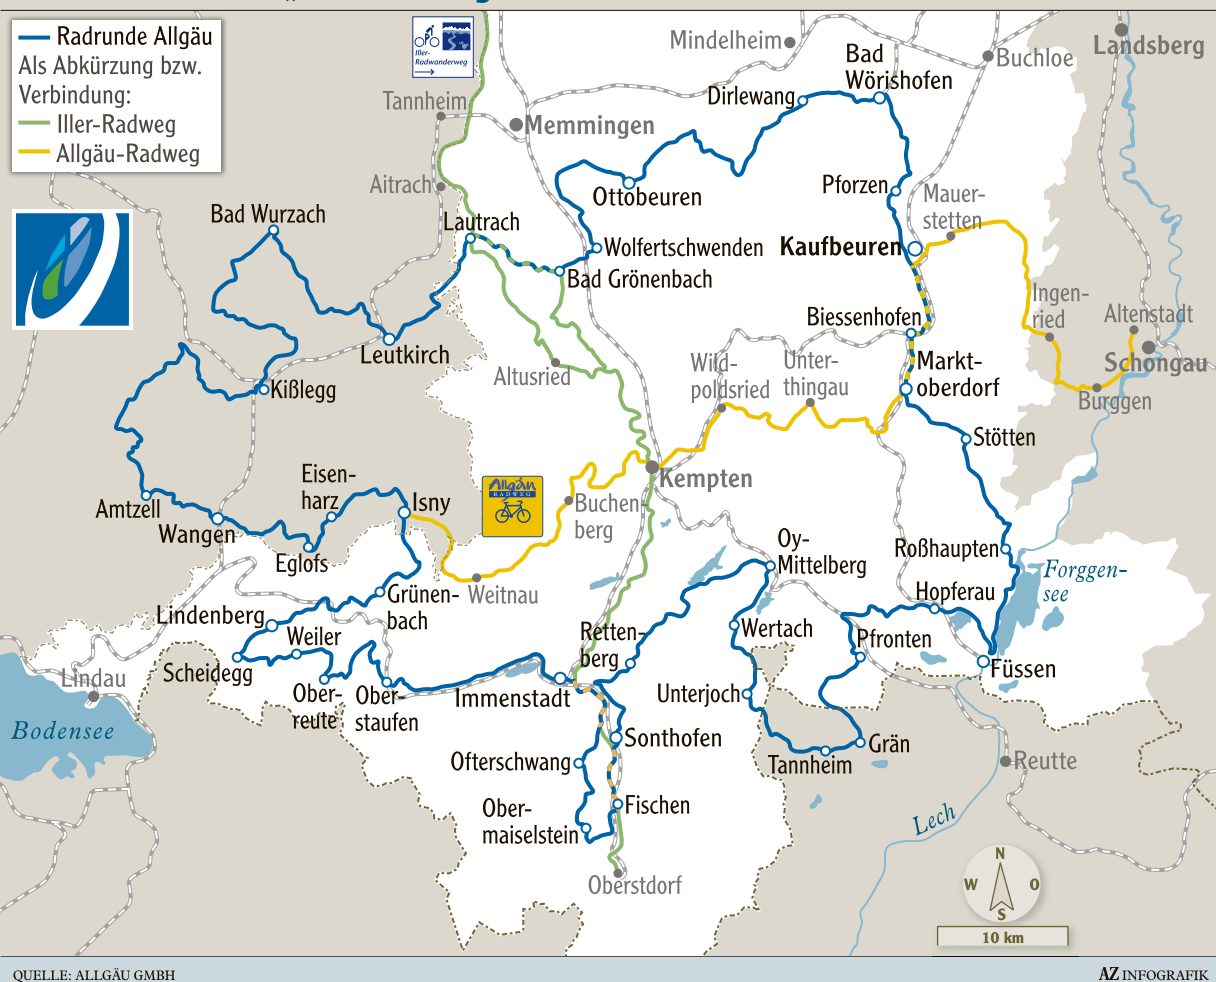 Radrunde Allgäu
Als Abkürzung bzw.
Verbindung:
Iller-Radweg
Allgäu-Radweg
Iller-
Radwanderweg
Mindelheim
Bad
Wörishofen
Buchloe
Landsberg
Dirlewang
Tannheim
Memmingen
Aitrach
Ottobeuren
Pforzen
Mauer-
stetten
Bad Wurzach
Lautrach
Wolfertschwenden
Kaufbeuren
Bad Grönenbach
Ingen-
ried
Altenstadt
Biessenhofen
Leutkirch
Schongau
Altusried
Wild-
poldsried
Unter-
thingau
Markt-
oberdorf
Kißlegg
Burggen
Stötten
Eisen-
harz
Kempten
Allgäu
RADWEG
Amtzell
Isny
Buchen-
berg
Wangen
Oy-
Mittelberg
Roßhaupten
Eglofs
Forggen-
see
Weitnau
Grünen-
bach
Hopferau
Lindenberg
Weiler
Retten-
berg
Wertach
Pfronten
Scheidegg
Füssen
Lindau
Ober-
reute
Ober-
staufen
Immenstadt
Unterjoch
Bodensee
Sonthofen
Grän
Ofterschwang
Tannheim
Reutte
Ober-
maiselstein
Fischen
Lech
Oberstdorf
N
W
O
S
10 km
QUELLE: ALLGÄU GMBH
AZ INFOGRAFIK